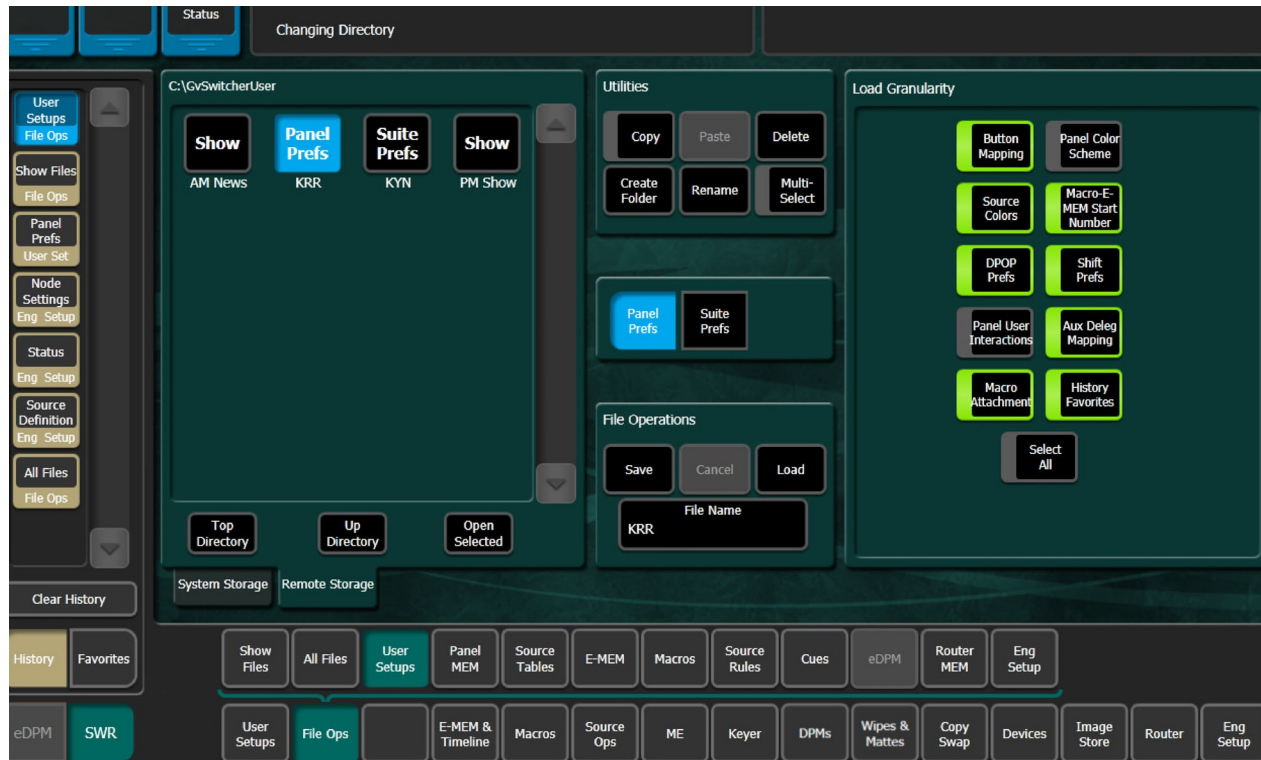 Status
Changing Directory
User
Setups
File Ops
Show Files
File Ops
Panel
Prefs
User Set
Node
Settings
Eng Setup
Status
Eng Setup
Source
Definition
Eng Setup
All Files
File Ops
Clear History
History
Favorites
eDPM
SWR
C:\GvSwitcherUser
Show
AM News
Panel
Prefs
KRR
Suite
Prefs
KYN
Show
PM Show
Top
Directory
Up
Directory
Open
Selected
System Storage
Remote Storage
Utilities
Copy
Paste
Delete
Create
Folder
Rename
Multi-
Select
Panel
Prefs
Suite
Prefs
File Operations
Save
Cancel
Load
File Name
KRR
Load Granularity
Button
Mapping
Panel Color
Scheme
Source
Colors
Macro-E-
MEM Start
Number
DPOP
Prefs
Shift
Prefs
Panel User
Interactions
Aux Deleg
Mapping
Macro
Attachment
History
Favorites
Select
All
Show
Files
All Files
User
Setups
Panel
MEM
Source
Tables
E-MEM
Macros
Source
Rules
Cues
eDPM
Router
MEM
Eng
Setup
User
Setups
File Ops
E-MEM &
Timeline
Macros
Source
Ops
ME
Keyer
DPMs
Wipes &
Mattes
Copy
Swap
Devices
Image
Store
Router
Eng
Setup